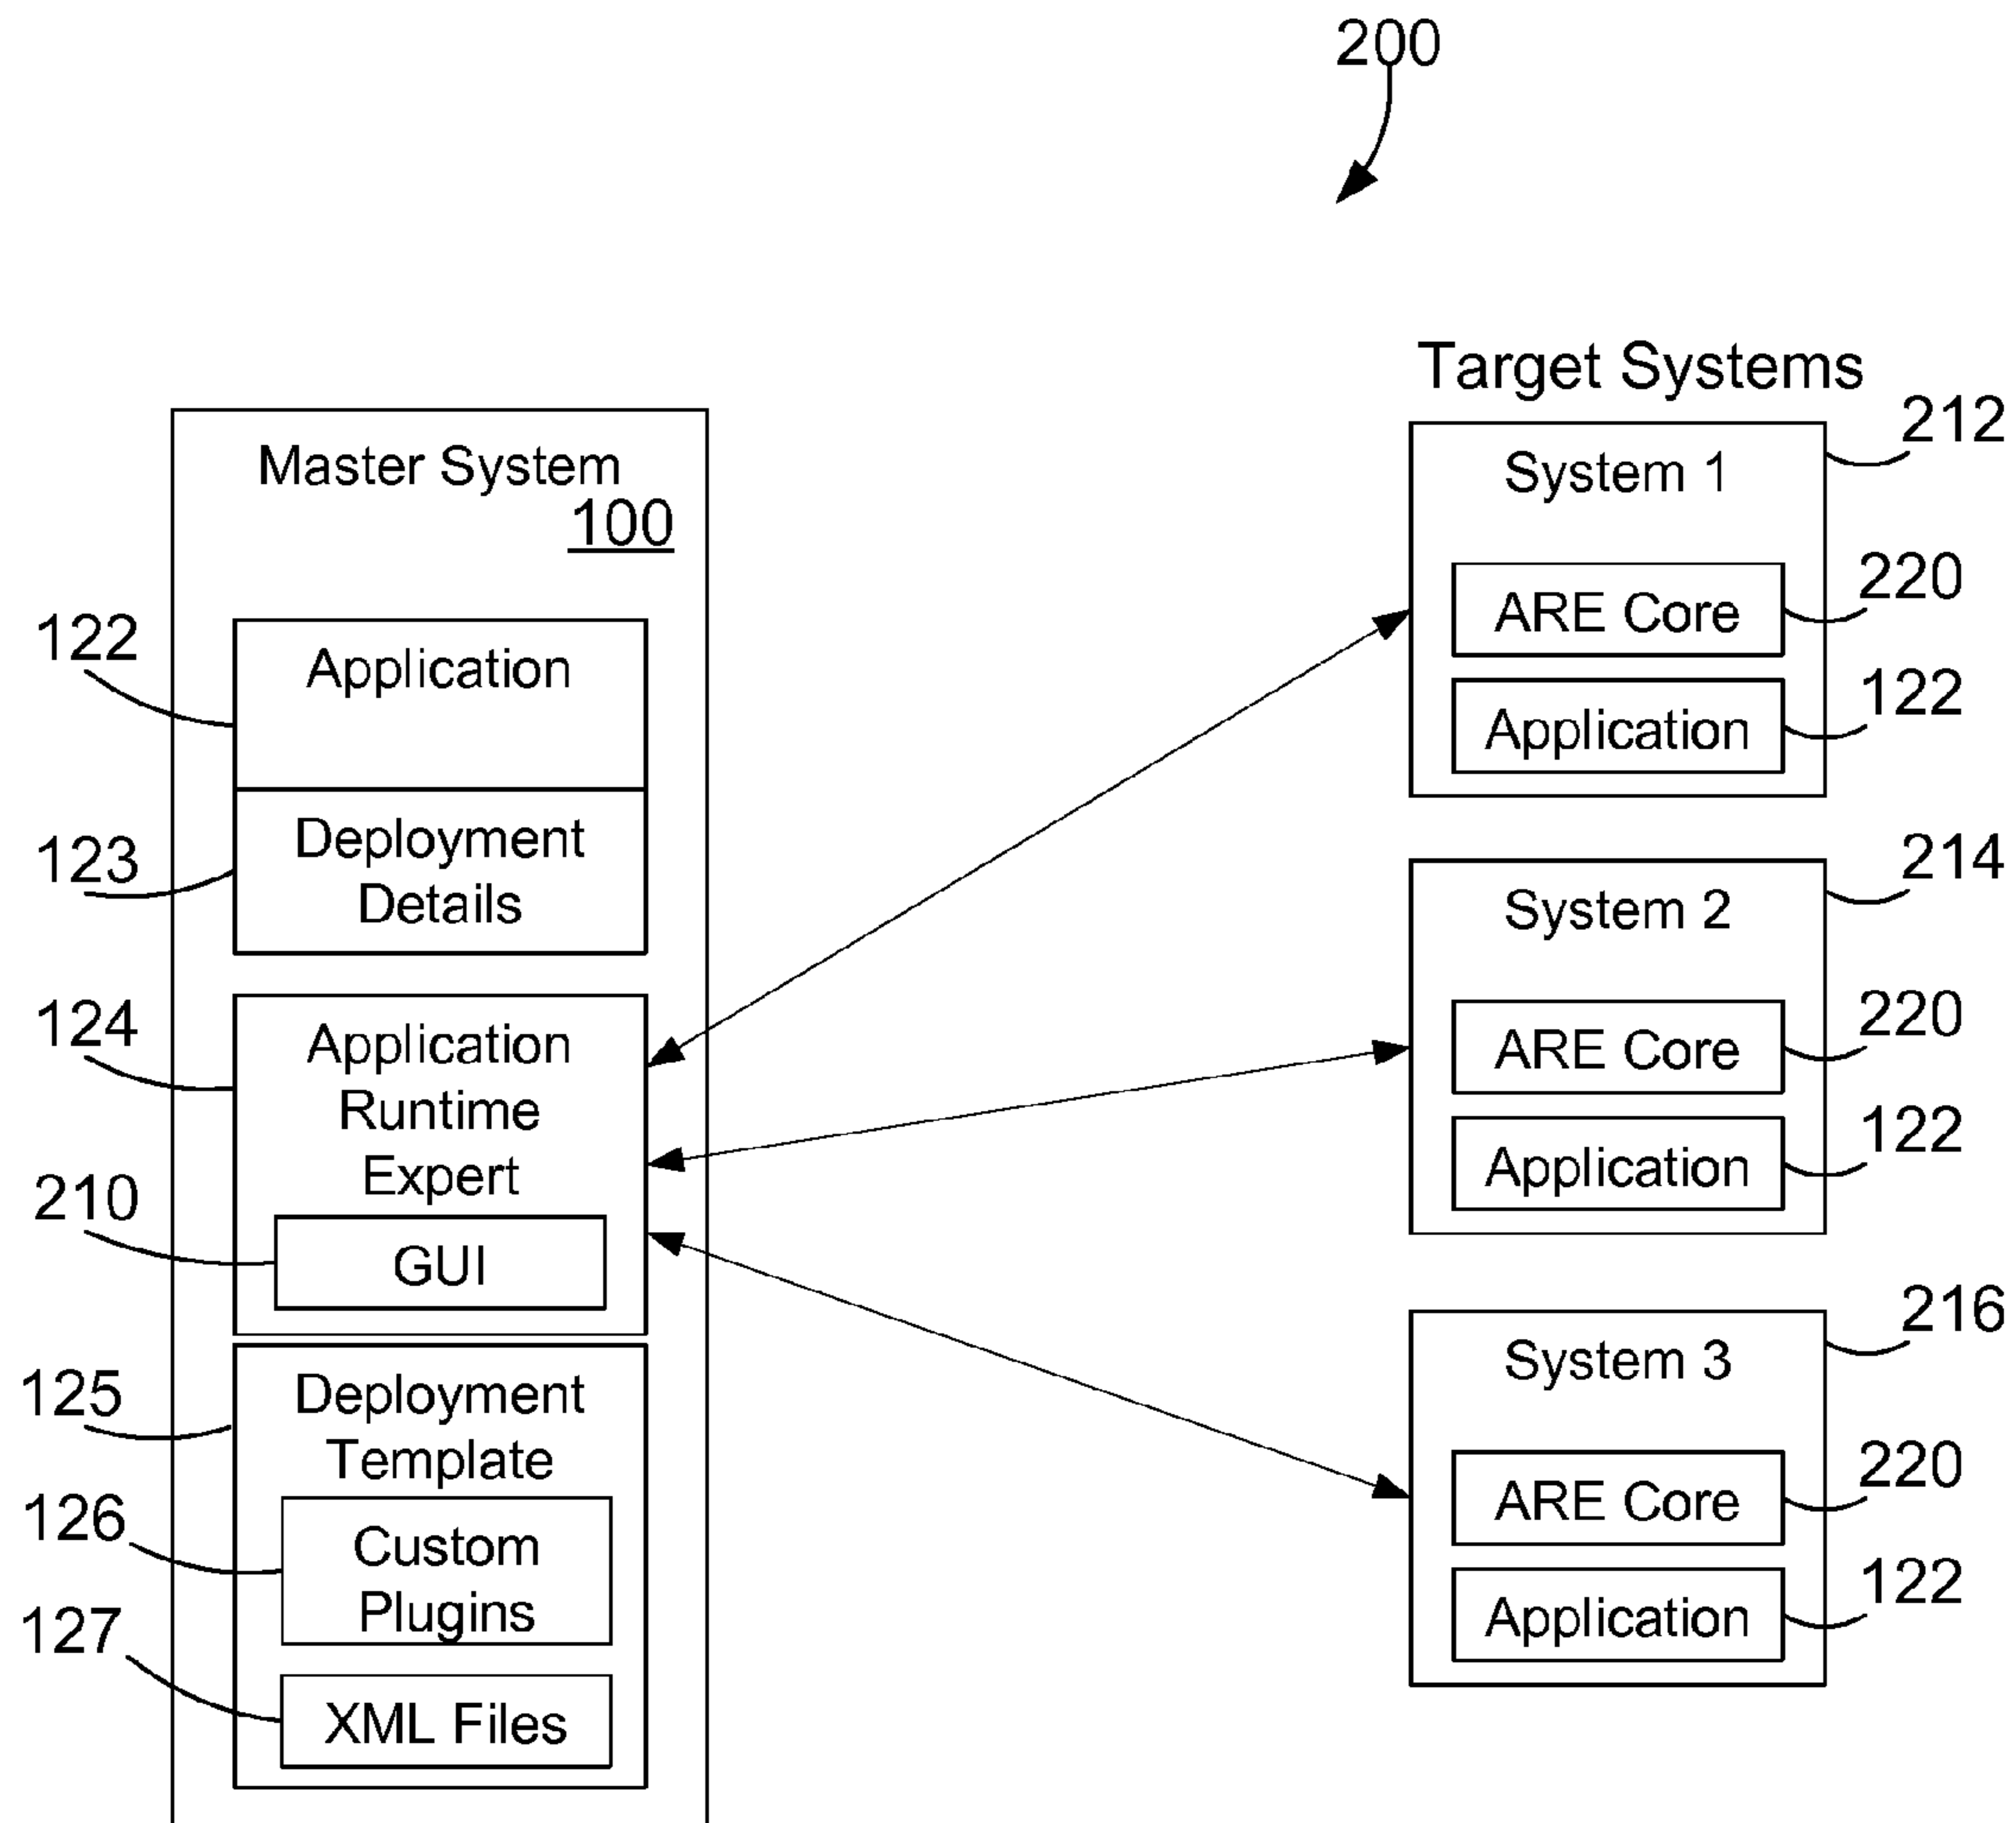 200
Master System
100
122
Application
123
Deployment
Details
124
Application
Runtime
Expert
210
GUI
125
Deployment
Template
126
Custom
Plugins
127
XML Files
Target Systems
212
System 1
220
ARE Core
122
Application
214
System 2
220
ARE Core
122
Application
216
System 3
220
ARE Core
122
Application